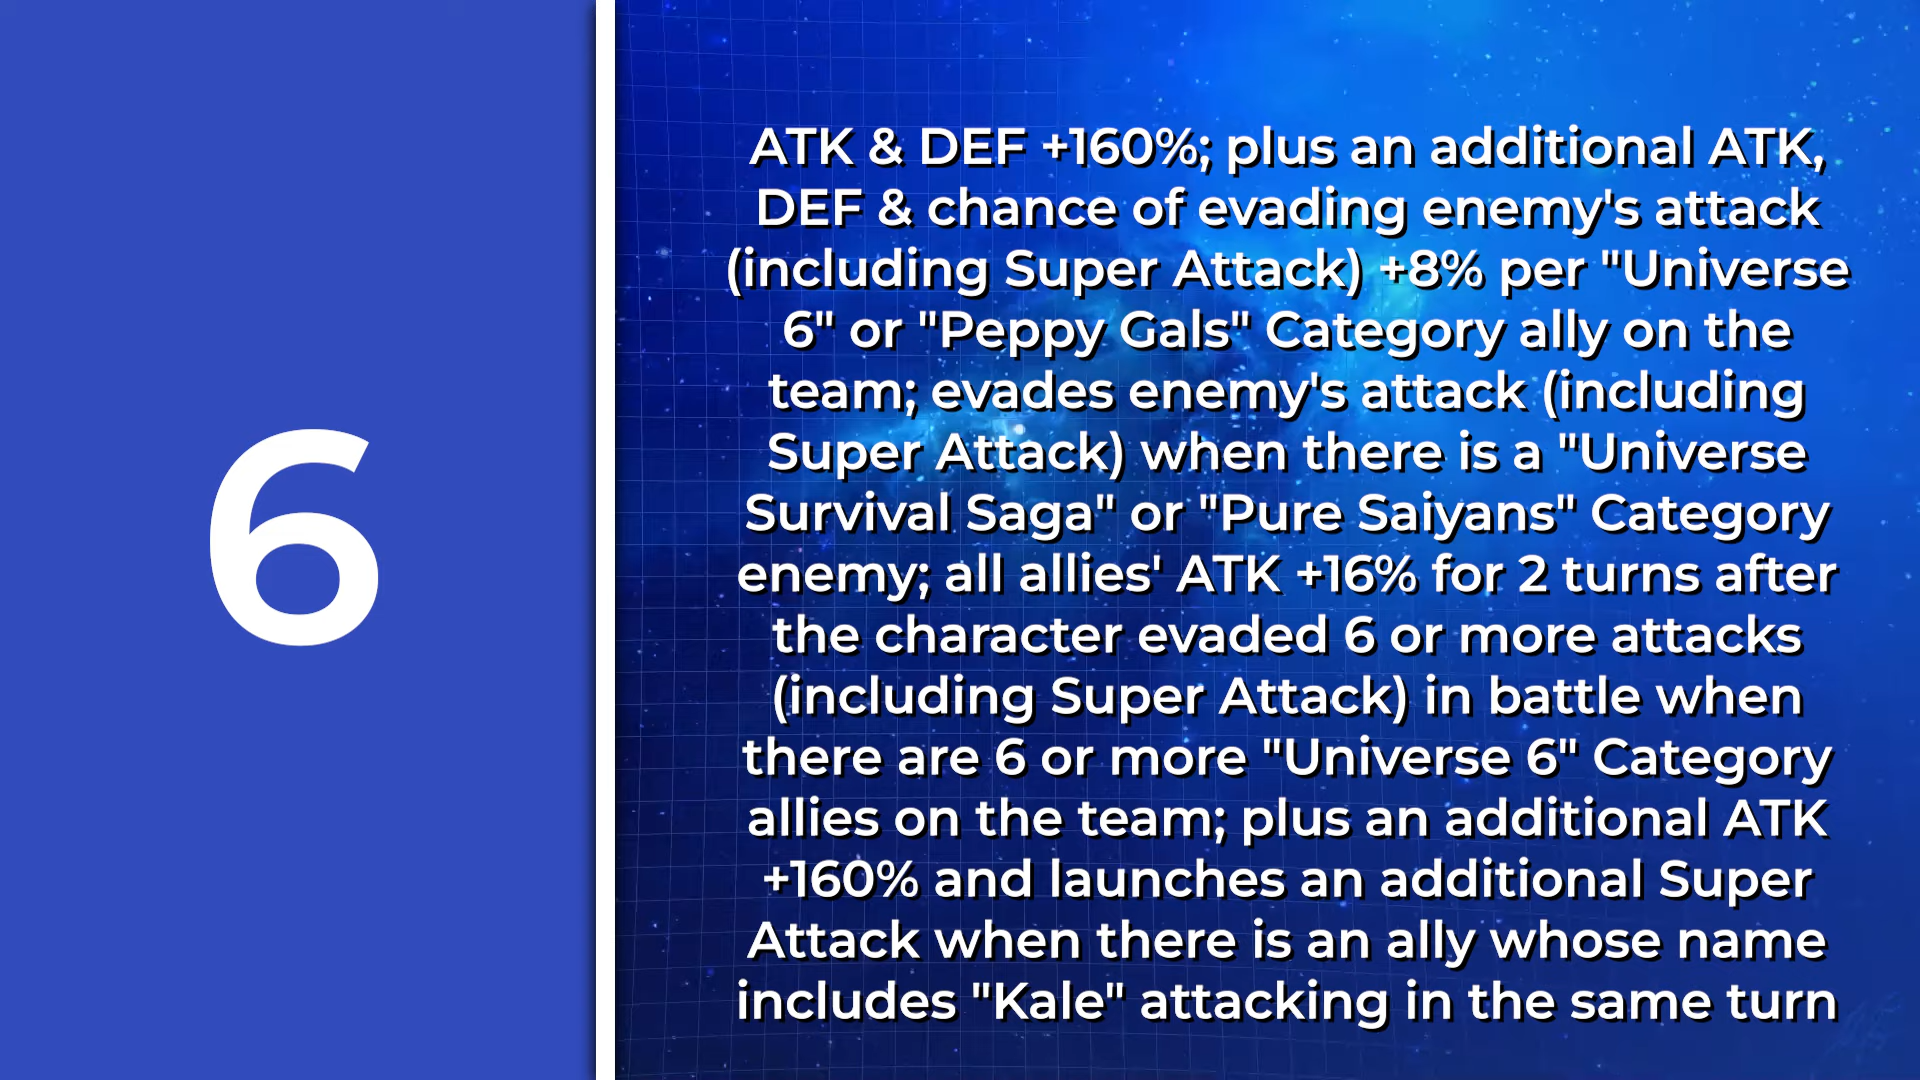 6
ATK & DEF +160%; plus an additional ATK,
DEF & chance of evading enemy's attack
(including Super Attack) +8% per "Universe
6" or "Peppy Gals" Category ally on the
team; evades enemy's attack (including
Super Attack) when there is a "Universe
Survival Saga" or "Pure Saiyans" Category
enemy; all allies' ATK +16% for 2 turns after
the character evaded 6 or more attacks
(including Super Attack) in battle when
there are 6 or more "Universe 6" Category
allies on the team; plus an additional ATK
+160% and launches an additional Super
Attack when there is an ally whose name
includes "Kale" attacking in the same turn